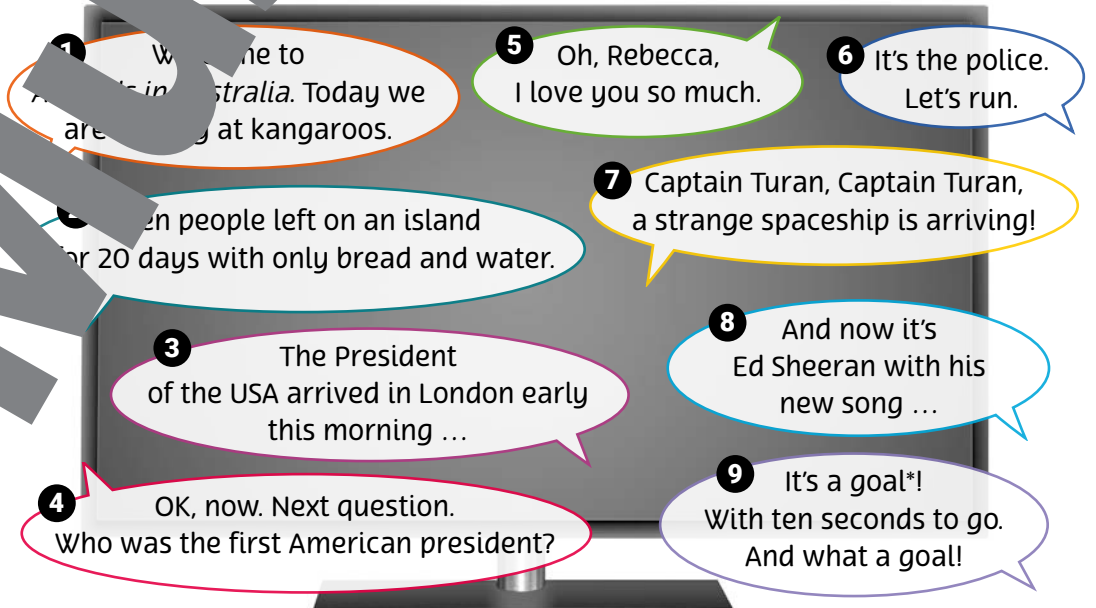 1
to
in
Today we
are at kangaroos.
people left on an island
20 days with only bread and water.
3
The President
of the USA arrived in London early
this morning …
4
OK, now. Next question.
Who was the first American president?
5
Oh, Rebecca,
I love you so much.
6
It's the police.
Let's run.
7
Captain Turan, Captain Turan,
a strange spaceship is arriving!
8
And now it's
Ed Sheeran with his
new song …
9
It's a goal*!
With ten seconds to go.
And what a goal!